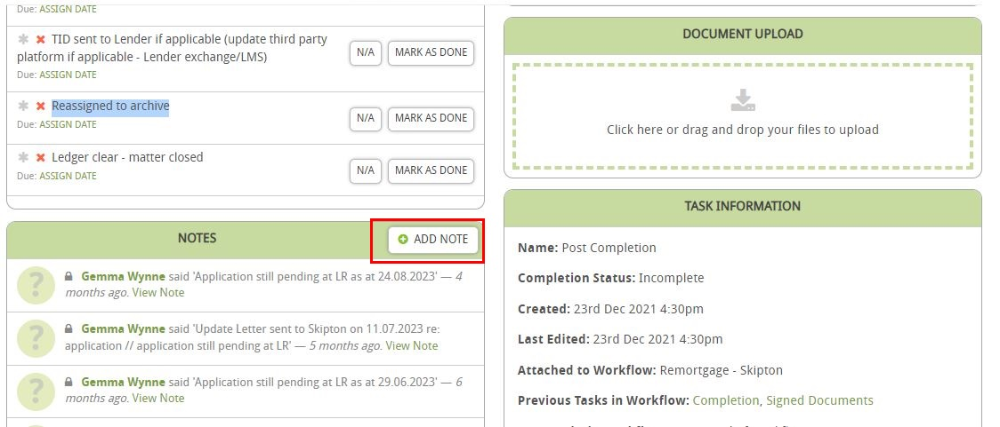 Due: ASSIGN DATE
TID sent to Lender if applicable (update third party
platform if applicable - Lender exchange/LMS)
N/A
MARK AS DONE
Due: ASSIGN DATE
Reassigned to archive
N/A
MARK AS DONE
Due: ASSIGN DATE
Ledger clear - matter closed
N/A
MARK AS DONE
Due: ASSIGN DATE
NOTES
ADD NOTE
Gemma Wynne said 'Application still pending at LR as at 24.08.2023' — 4
months ago. View Note
Gemma Wynne said 'Update Letter sent to Skipton on 11.07.2023 re:
application // application still pending at LR' — 5 months ago. View Note
Gemma Wynne said 'Application still pending at LR as at 29.06.2023' — 6
months ago. View Note
DOCUMENT UPLOAD
Click here or drag and drop your files to upload
TASK INFORMATION
Name: Post Completion
Completion Status: Incomplete
Created: 23rd Dec 2021 4:30pm
Last Edited: 23rd Dec 2021 4:30pm
Attached to Workflow: Remortgage - Skipton
Previous Tasks in Workflow: Completion, Signed Documents